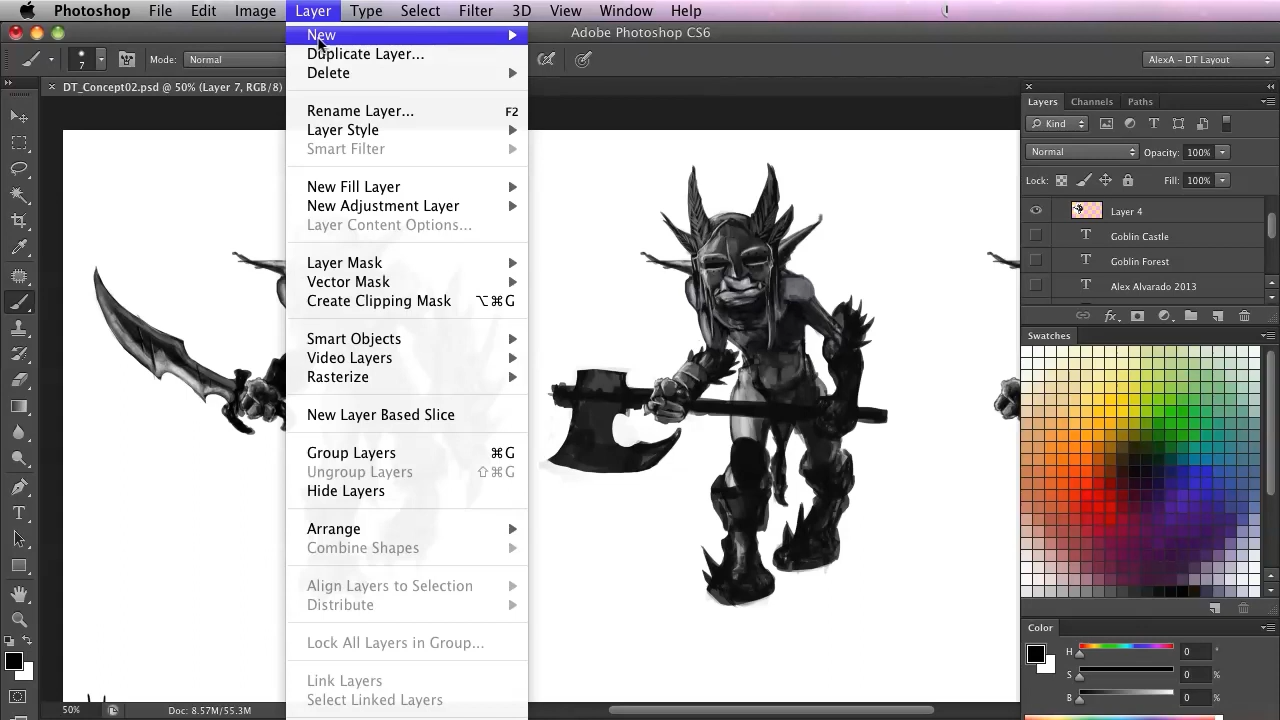 Photoshop File Edit Image Layer Type Select Filter 3D View Window Help
Adobe Photoshop CS6
7 Mode: Normal AlexA - DT Layout
DT_Concept02.psd @ 50% (Layer 7, RGB/8)
New
Duplicate Layer...
Delete
Rename Layer... F2
Layer Style
Smart Filter
New Fill Layer
New Adjustment Layer
Layer Content Options...
Layer Mask
Vector Mask
Create Clipping Mask ⌥⌘G
Smart Objects
Video Layers
Rasterize
New Layer Based Slice
Group Layers ⌘G
Ungroup Layers ⇧⌘G
Hide Layers
Arrange
Combine Shapes
Align Layers to Selection
Distribute
Lock All Layers in Group...
Link Layers
Select Linked Layers
Layers Channels Paths
Kind
Normal Opacity: 100%
Lock: Fill: 100%
Layer 4
Goblin Castle
Goblin Forest
Alex Alvarado 2013
Swatches
Color
H 0 °
S 0 %
B 0 %
50% Doc: 8.57M/55.3M